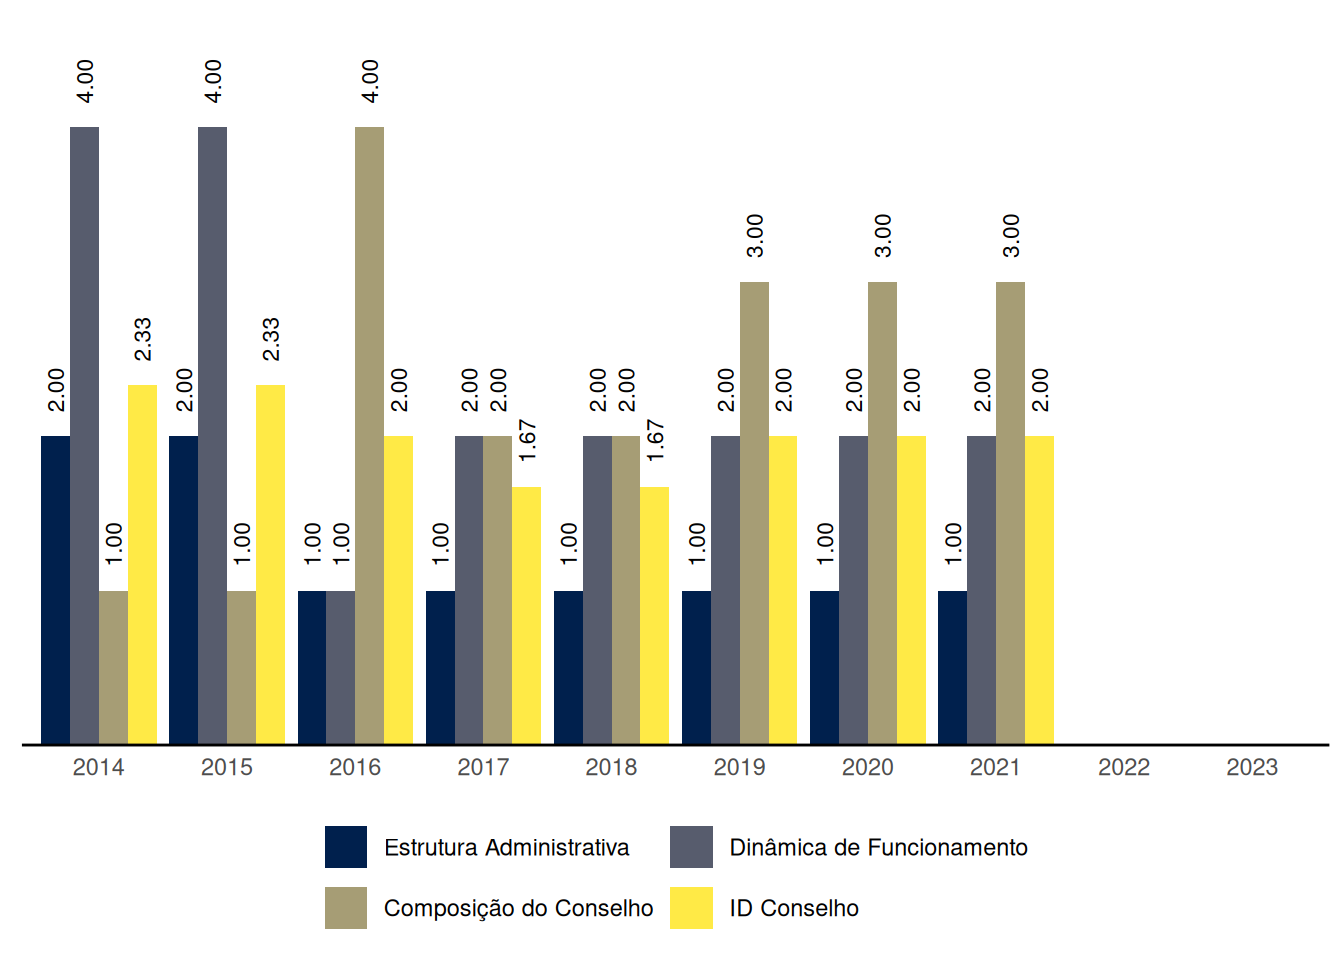 4.00 4.00 4.00
3.00 3.00 3.00
2.33 2.33
2.00 2.00 2.00 2.00 2.00 2.00 2.00 2.00 2.00 2.00 2.00 2.00 2.00
1.67 1.67
1.00 1.00 1.00 1.00 1.00 1.00 1.00 1.00 1.00
2014 2015 2016 2017 2018 2019 2020 2021 2022 2023
Estrutura Administrativa Dinâmica de Funcionamento
Composição do Conselho ID Conselho